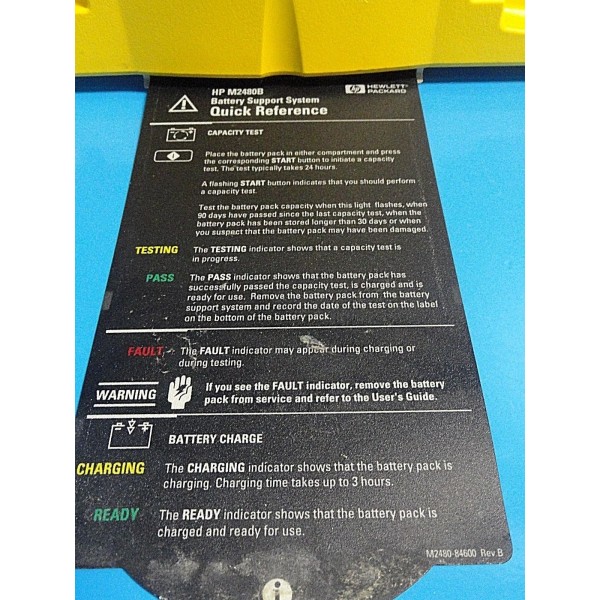 HP M2480B
Battery Support System
Quick Reference
hp HEWLETT®
PACKARD
CAPACITY TEST
Place the battery pack in either compartment and press
the corresponding START button to initiate a capacity
test. The test typically takes 24 hours.
A flashing START button indicates that you should perform
a capacity test.
Test the battery pack capacity when this light flashes, when
90 days have passed since the last capacity test, when the
battery pack has been stored longer than 30 days or when
you suspect that the battery pack may have been damaged.
TESTING The TESTING indicator shows that a capacity test is
in progress.
PASS The PASS indicator shows that the battery pack has
successfully passed the capacity test, is charged and is
ready for use. Remove the battery pack from the battery
support system and record the date of the test on the label
on the bottom of the battery pack.
FAULT The FAULT indicator may appear during charging or
during testing.
WARNING If you see the FAULT indicator, remove the battery
pack from service and refer to the User's Guide.
BATTERY CHARGE
CHARGING The CHARGING indicator shows that the battery pack is
charging. Charging time takes up to 3 hours.
READY The READY indicator shows that the battery pack is
charged and ready for use.
M2480-84600 Rev B
i